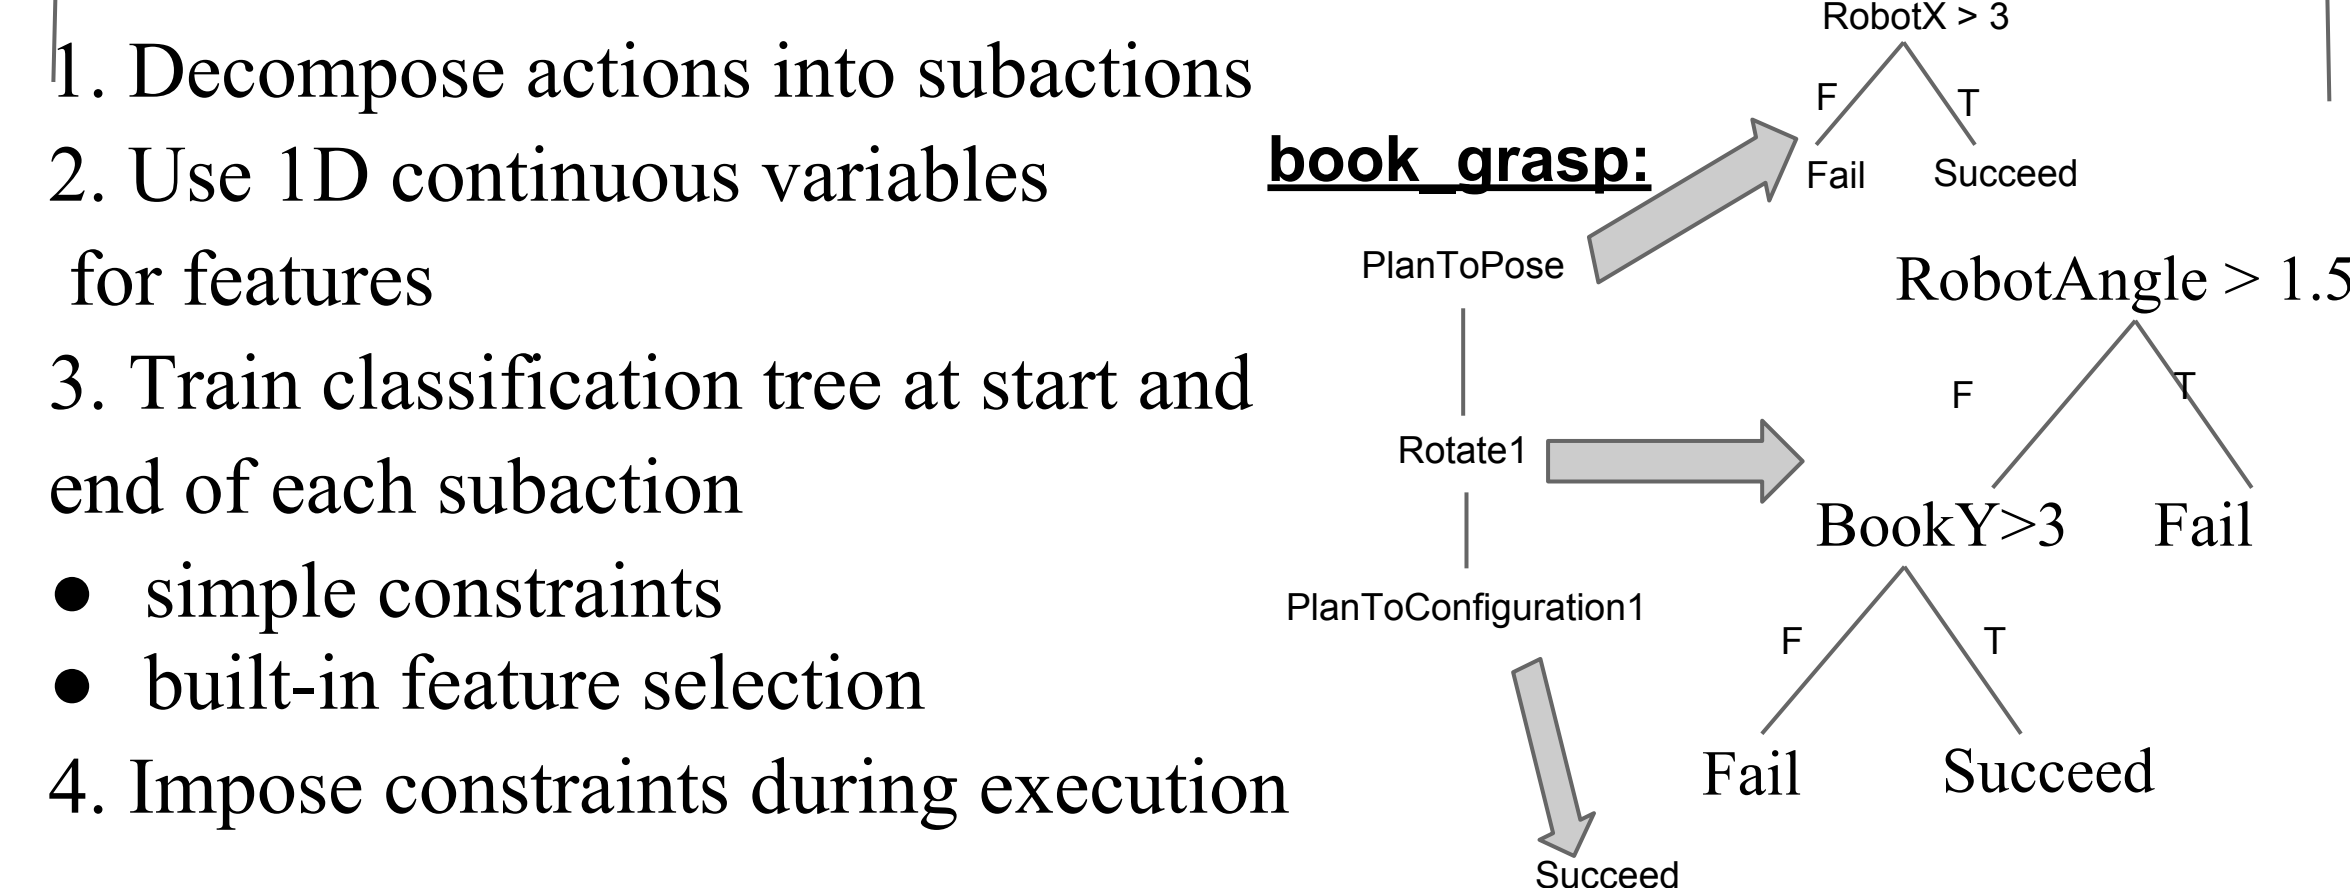 1. Decompose actions into subactions
2. Use 1D continuous variables
for features
3. Train classification tree at start and
end of each subaction
● simple constraints
● built-in feature selection
4. Impose constraints during execution
book_grasp:
PlanToPose
Rotate1
PlanToConfiguration1
Succeed
RobotX > 3
F
T
Fail
Succeed
RobotAngle > 1.5
F
T
BookY>3
Fail
F
T
Fail
Succeed